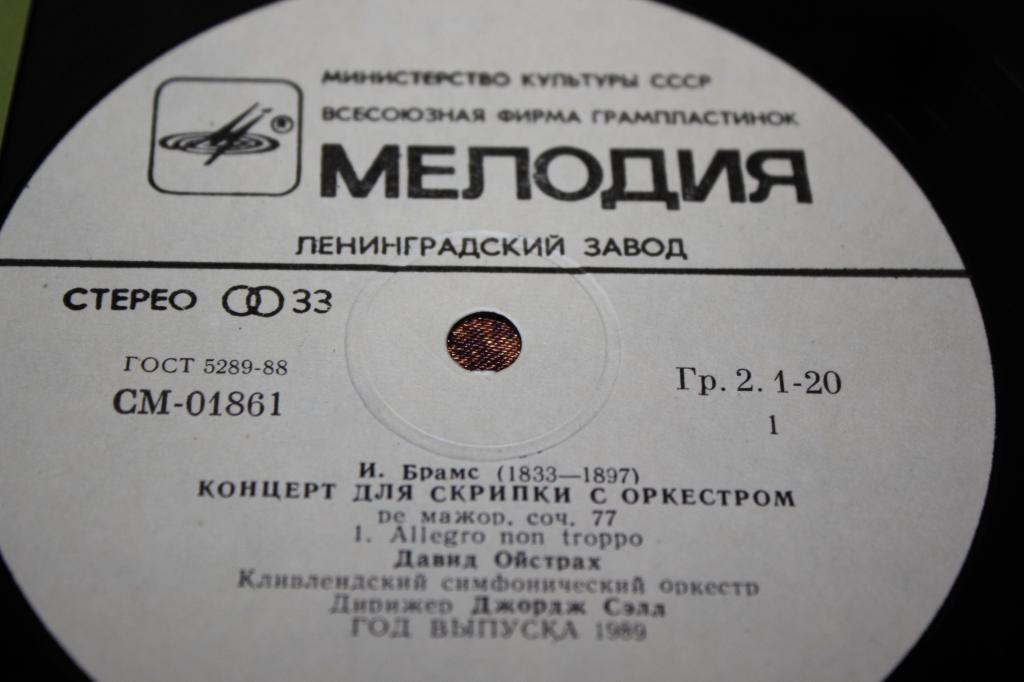 МИНИСТЕРСТВО КУЛЬТУРЫ СССР
ВСЕСОЮЗНАЯ ФИРМА ГРАМПЛАСТИНОК
МЕЛОДИЯ
ЛЕНИНГРАДСКИЙ ЗАВОД
СТЕРЕО 33
ГОСТ 5289-88
СМ-01861
Гр. 2. 1-20
1
И. Брамс (1833—1897)
КОНЦЕРТ ДЛЯ СКРИПКИ С ОРКЕСТРОМ
ре мажор, соч. 77
1. Allegro non troppo
Давид Ойстрах
Кливлендский симфонический оркестр
Дирижер Джордж Сэлл
ГОД ВЫПУСКА 1989